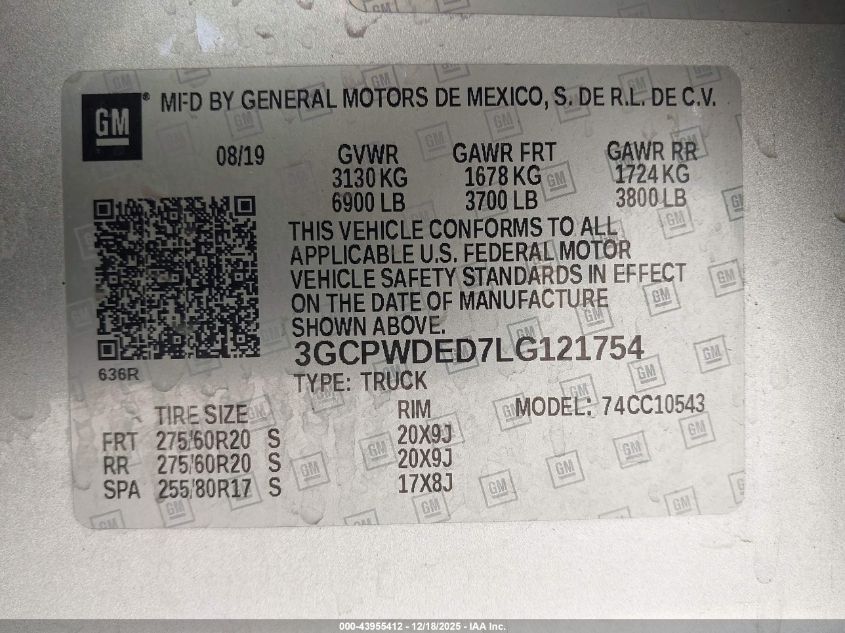 GM ® MFD BY GENERAL MOTORS DE MEXICO, S. DE R.L. DE C.V.
08/19 GVWR GAWR FRT GAWR RR
3130 KG 1678 KG 1724 KG
6900 LB 3700 LB 3800 LB
THIS VEHICLE CONFORMS TO ALL
APPLICABLE U.S. FEDERAL MOTOR
VEHICLE SAFETY STANDARDS IN EFFECT
ON THE DATE OF MANUFACTURE
SHOWN ABOVE.
3GCPWDED7LG121754
636R
TYPE: TRUCK
TIRE SIZE RIM MODEL: 74CC10543
FRT 275/60R20 S 20X9J
RR 275/60R20 S 20X9J
SPA 255/80R17 S 17X8J
000-43955412 - 12/18/2025 - IAA Inc.